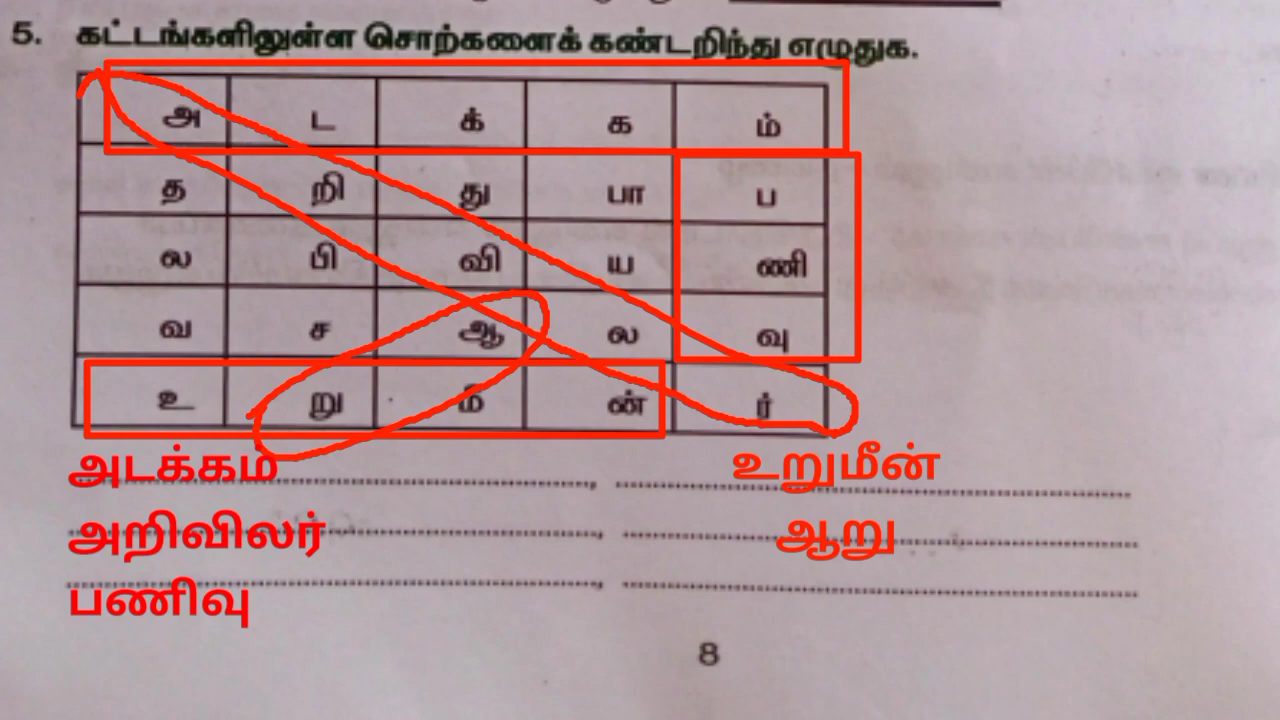 5. கட்டங்களிலுள்ள சொற்களைக் கண்டறிந்து எழுதுக.
அ ட க் க ம்
த றி து பா ப
ல பி வி ய ணி
வ ச ஆ ல வு
உ று மீ ன் ர்
அடக்கம் உறுமீன்
அறிவிலர் ஆறு
பணிவு
8